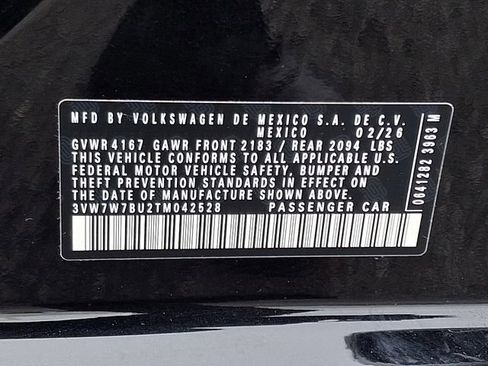 MFD BY VOLKSWAGEN DE MEXICO S.A. DE C.V.
MEXICO 02/26
GVWR 4167 GAWR FRONT 2183 / REAR 2094 LBS
THIS VEHICLE CONFORMS TO ALL APPLICABLE U.S.
FEDERAL MOTOR VEHICLE SAFETY, BUMPER AND
THEFT PREVENTION STANDARDS IN EFFECT ON
THE DATE OF MANUFACTURE SHOWN ABOVE.
3VW7W7BU2TM042528 PASSENGER CAR
0641282 3963 M